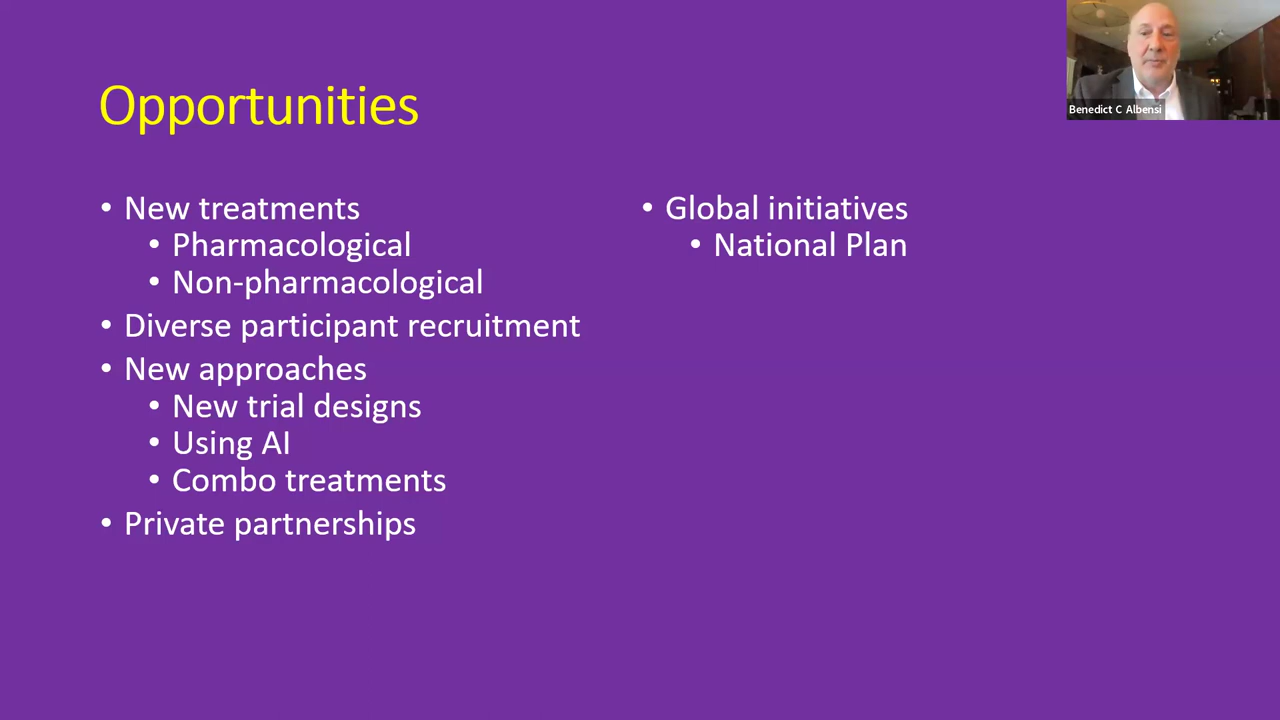 Opportunities
• New treatments
• Pharmacological
• Non-pharmacological
• Diverse participant recruitment
• New approaches
• New trial designs
• Using AI
• Combo treatments
• Private partnerships
• Global initiatives
• National Plan
Benedict C Albensi